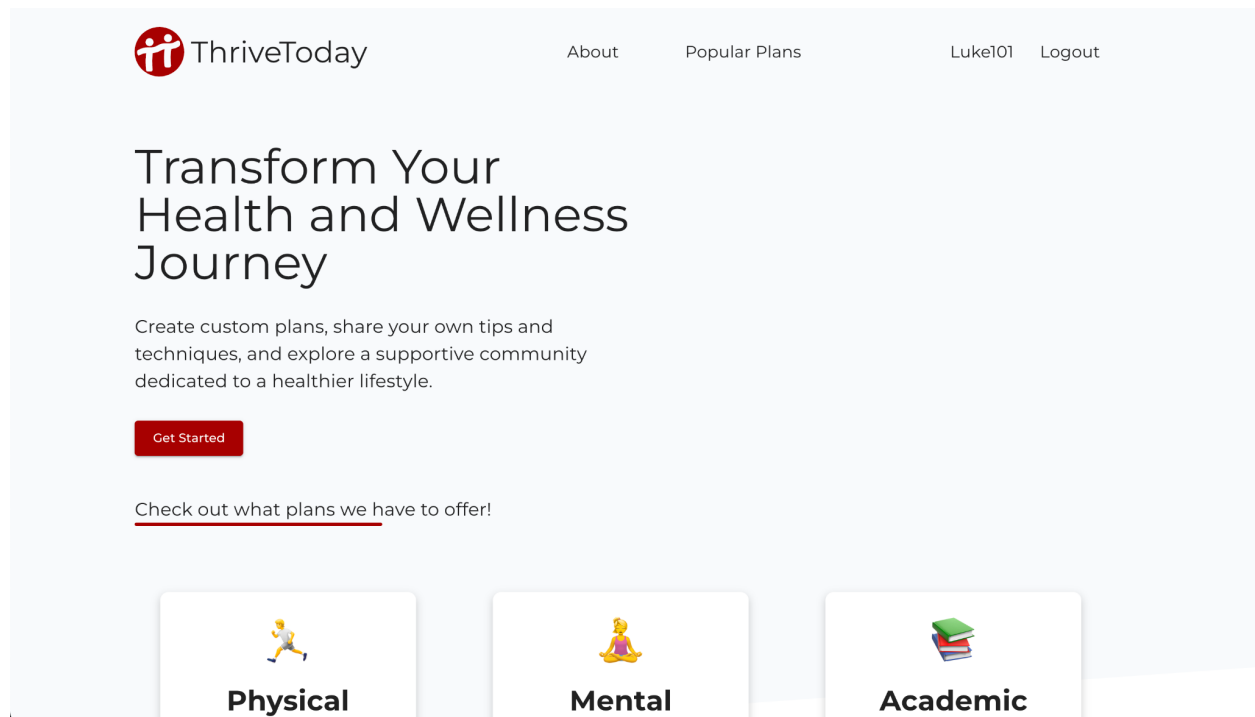 ThriveToday
About
Popular Plans
Luke101
Logout
Transform Your
Health and Wellness
Journey
Create custom plans, share your own tips and
techniques, and explore a supportive community
dedicated to a healthier lifestyle.
Get Started
Check out what plans we have to offer!
Physical
Mental
Academic